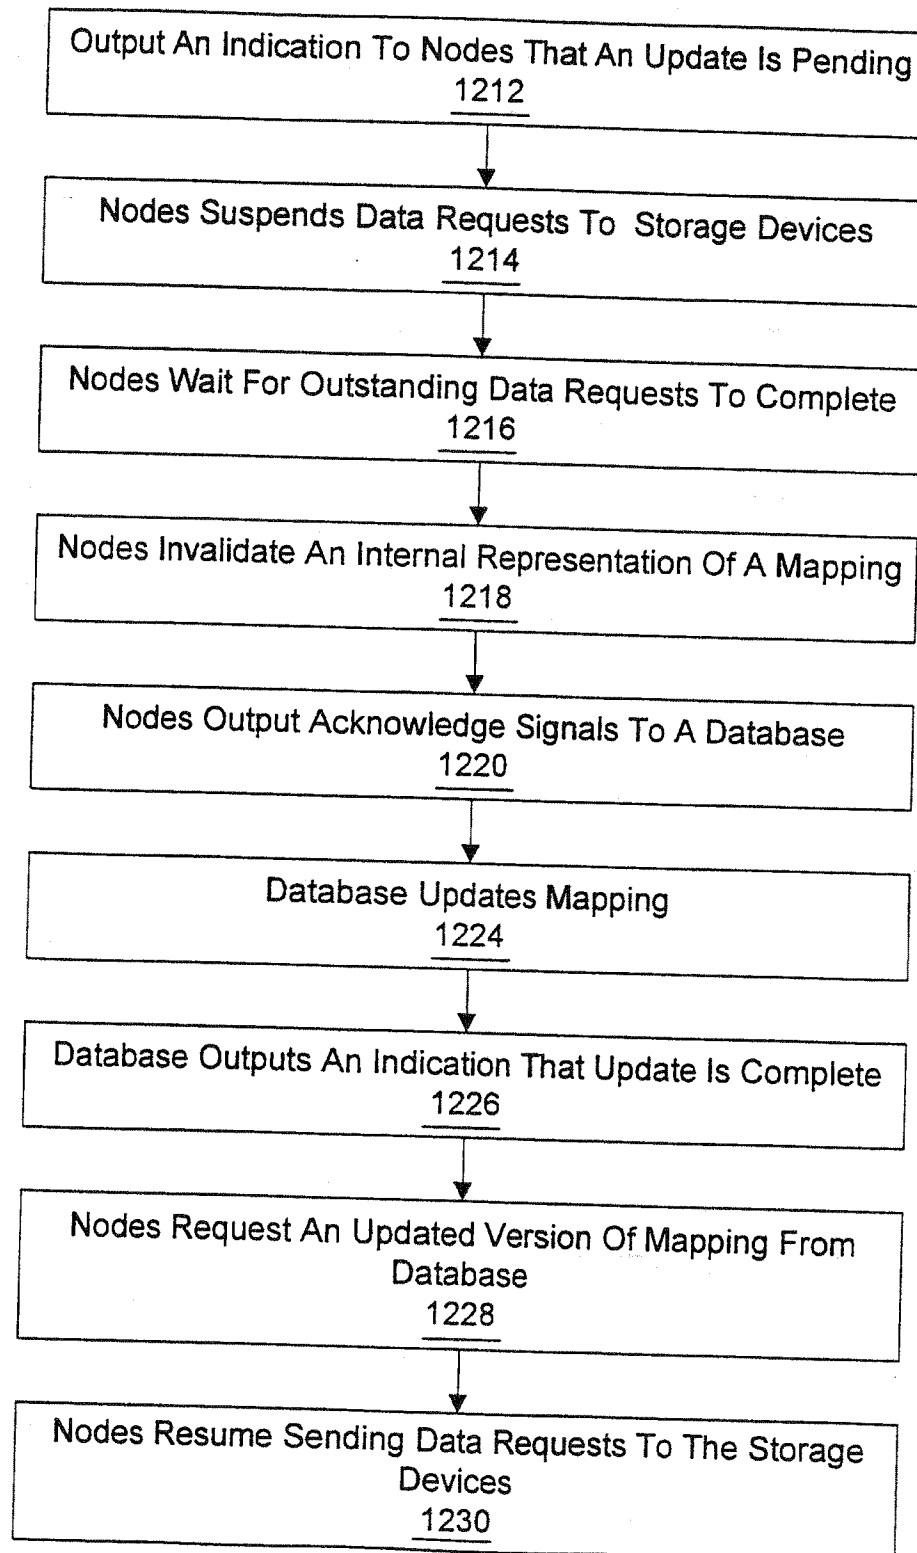 Output An Indication To Nodes That An Update Is Pending
1212
Nodes Suspends Data Requests To Storage Devices
1214
Nodes Wait For Outstanding Data Requests To Complete
1216
Nodes Invalidate An Internal Representation Of A Mapping
1218
Nodes Output Acknowledge Signals To A Database
1220
Database Updates Mapping
1224
Database Outputs An Indication That Update Is Complete
1226
Nodes Request An Updated Version Of Mapping From
Database
1228
Nodes Resume Sending Data Requests To The Storage
Devices
1230